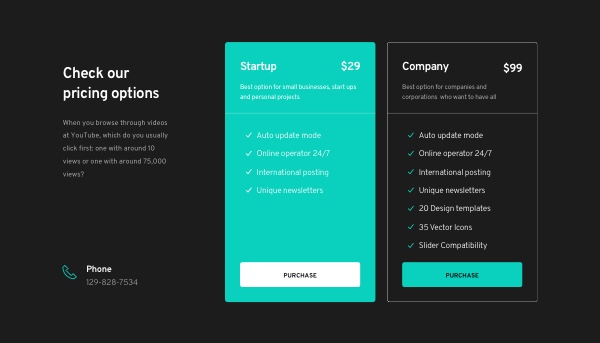 Check our
pricing options
When you browse through videos
at YouTube, which do you usually
click first: one with around 10
views or one with around 75,000
views?
Phone
129-828-7534
Startup $29
Best option for small businesses, start ups
and personal projects
Auto update mode
Online operator 24/7
International posting
Unique newsletters
PURCHASE
Company $99
Best option for companies and
corporations who want to have all
Auto update mode
Online operator 24/7
International posting
Unique newsletters
20 Design templates
35 Vector Icons
Slider Compatibility
PURCHASE